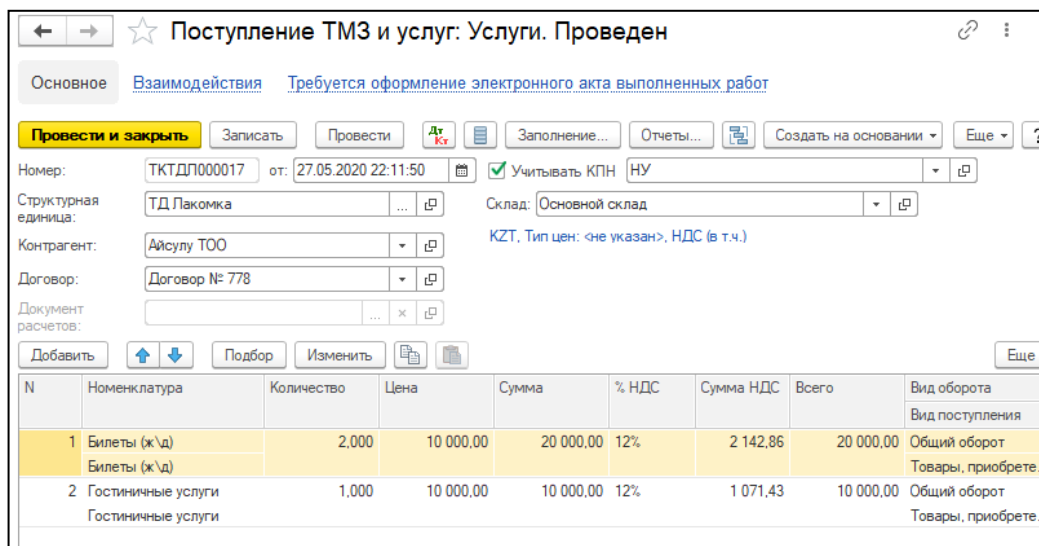 Поступление ТМЗ и услуг: Услуги. Проведен
Основное Взаимодействия Требуется оформление электронного акта выполненных работ
Провести и закрыть Записать Провести Дт Кт Заполнение... Отчеты... Создать на основании Еще ?
Номер: ТКТДЛ000017 от: 27.05.2020 22:11:50 Учитывать КПН НУ
Структурная единица: ТД Лакомка ... Склад: Основной склад
Контрагент: Айсулу ТОО KZT, Тип цен: <не указан>, НДС (в т.ч.)
Договор: Договор № 778
Документ расчетов: ...
Добавить Подбор Изменить Еще
N Номенклатура Количество Цена Сумма % НДС Сумма НДС Всего Вид оборота
Вид поступления
1 Билеты (ж\д) 2,000 10 000,00 20 000,00 12% 2 142,86 20 000,00 Общий оборот
Билеты (ж\д) Товары, приобрете.
2 Гостиничные услуги 1,000 10 000,00 10 000,00 12% 1 071,43 10 000,00 Общий оборот
Гостиничные услуги Товары, приобрете.